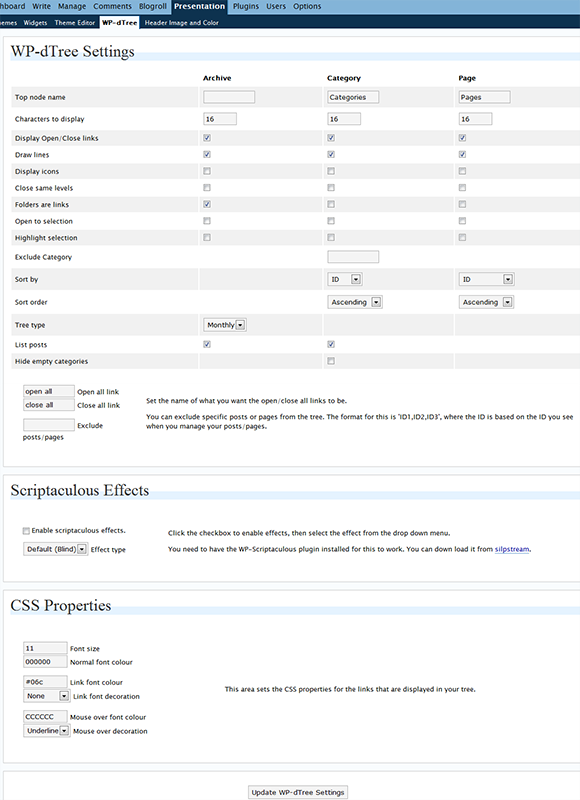 hboard Write Manage Comments Blogroll Presentation Plugins Users Options
emes Widgets Theme Editor WP-dTree Header Image and Color
WP-dTree Settings
Archive Category Page
Top node name Categories Pages
Characters to display 16 16 16
Display Open/Close links
Draw lines
Display icons
Close same levels
Folders are links
Open to selection
Highlight selection
Exclude Category
Sort by ID ID
Sort order Ascending Ascending
Tree type Monthly
List posts
Hide empty categories
open all Open all link
close all Close all link
Set the name of what you want the open/close all links to be.
Exclude
posts/pages
You can exclude specific posts or pages from the tree. The format for this is 'ID1,ID2,ID3', where the ID is based on the ID you see
when you manage your posts/pages.
Scriptaculous Effects
Enable scriptaculous effects. Click the checkbox to enable effects, then select the effect from the drop down menu.
Default (Blind) Effect type You need to have the WP-Scriptaculous plugin installed for this to work. You can down load it from silpstream.
CSS Properties
11 Font size
000000 Normal font colour
#06c Link font colour
None Link font decoration
This area sets the CSS properties for the links that are displayed in your tree.
CCCCCC Mouse over font colour
Underline Mouse over decoration
Update WP-dTree Settings